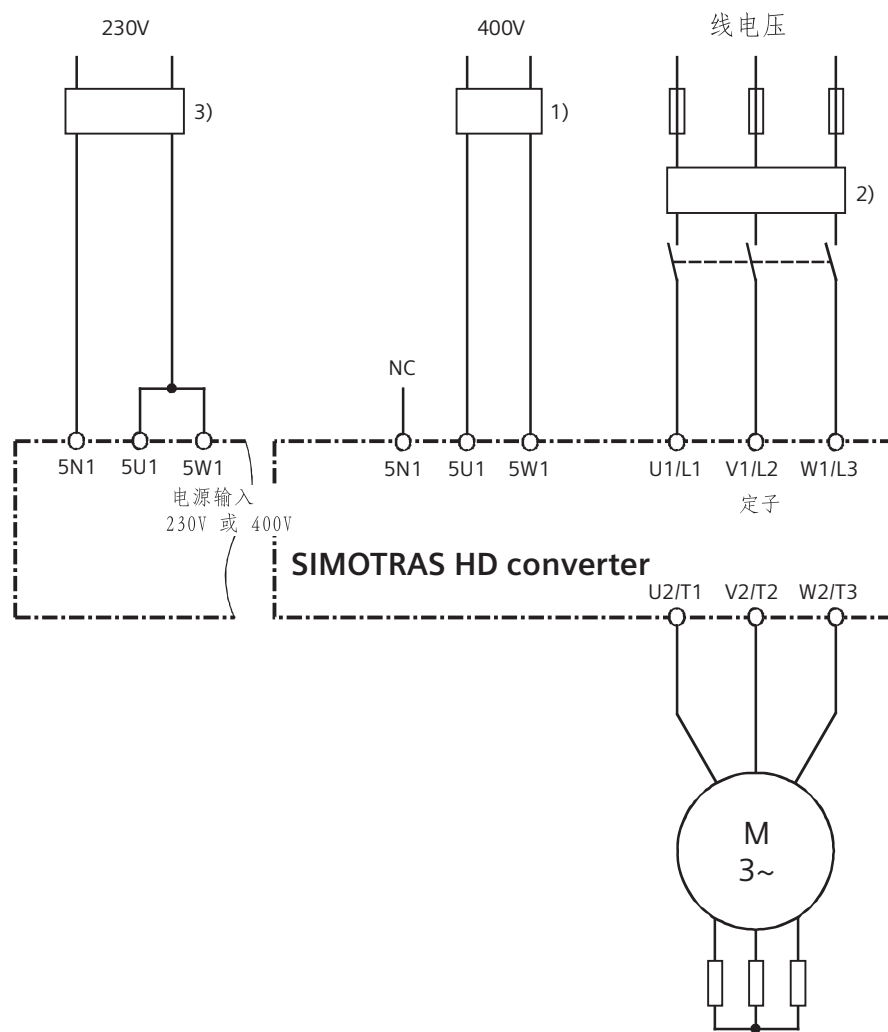 230V
400V
线电压
3)
1)
2)
NC
5N1 5U1 5W1
5N1 5U1 5W1
U1/L1 V1/L2 W1/L3
电源输入
230V 或 400V
定子
SIMOTRAS HD converter
U2/T1 V2/T2 W2/T3
M
3~